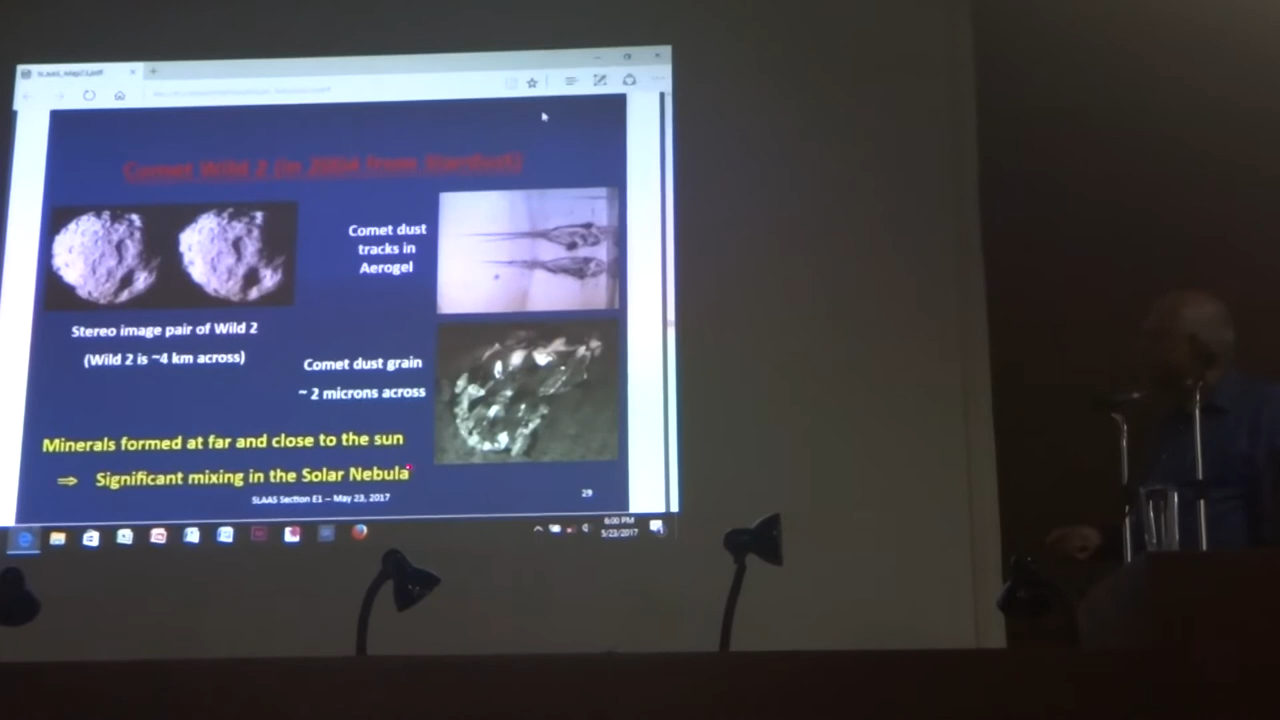 Comet Wild 2 (in 2004 from Stardust)
Comet dust
tracks in
Aerogel
Stereo image pair of Wild 2
(Wild 2 is ~4 km across)
Comet dust grain
~ 2 microns across
Minerals formed at far and close to the sun
⇒ Significant mixing in the Solar Nebula
SLAAS Section E1 – May 23, 2017
29
6:00 PM
5/23/2017